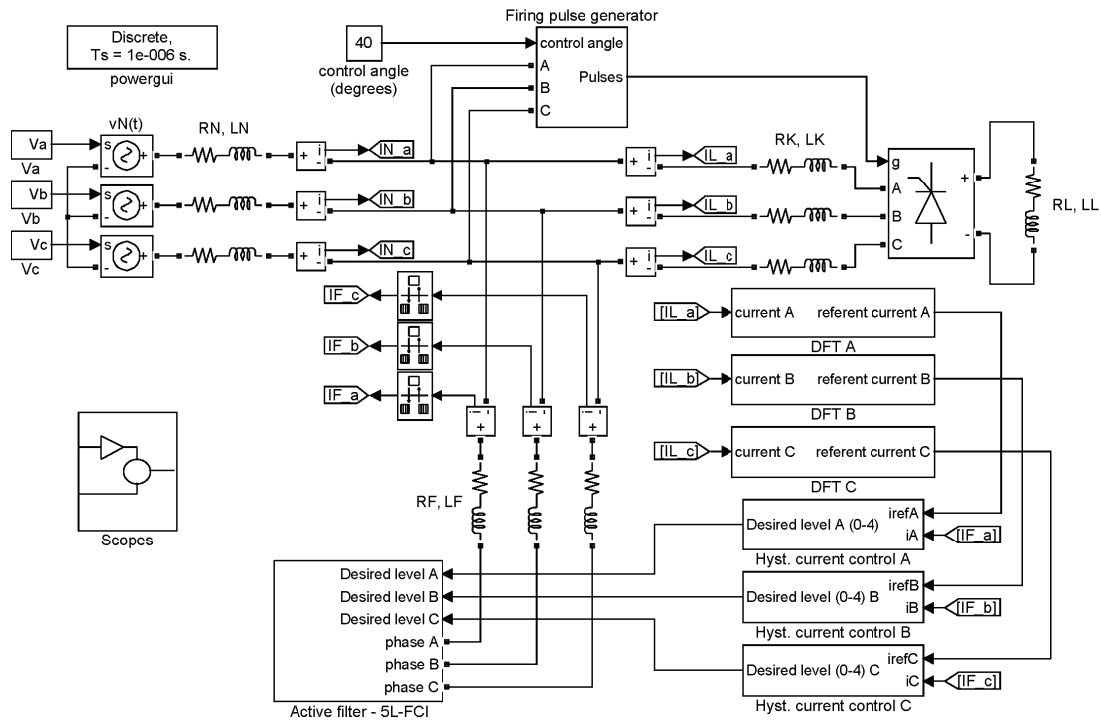 Firing pulse generator
Discrete,
Ts = 1e-006 s.
powergui
40
control angle
(degrees)
control angle
A
B
C
Pulses
vN(t)
RN, LN
Va
s
-
+
Va
+
i
-
IN_a
Vb
s
-
+
Vb
+
i
-
IN_b
Vc
s
-
+
Vc
+
i
-
IN_c
+
i
-
IL_a
RK, LK
+
i
-
IL_b
+
i
-
IL_c
g
A
B
C
+
-
RL, LL
IF_c
IF_b
IF_a
i
-
+
i
-
+
i
-
+
RF, LF
[IL_a]
current A
referent current A
DFT A
[IL_b]
current B
referent current B
DFT B
[IL_c]
current C
referent current C
DFT C
Scopes
Desired level A (0-4)
irefA
iA
[IF_a]
Hyst. current control A
Desired level (0-4) B
irefB
iB
[IF_b]
Hyst. current control B
Desired level (0-4) C
irefC
iC
[IF_c]
Hyst. current control C
Desired level A
Desired level B
Desired level C
phase A
phase B
phase C
Active filter - 5L-FCI